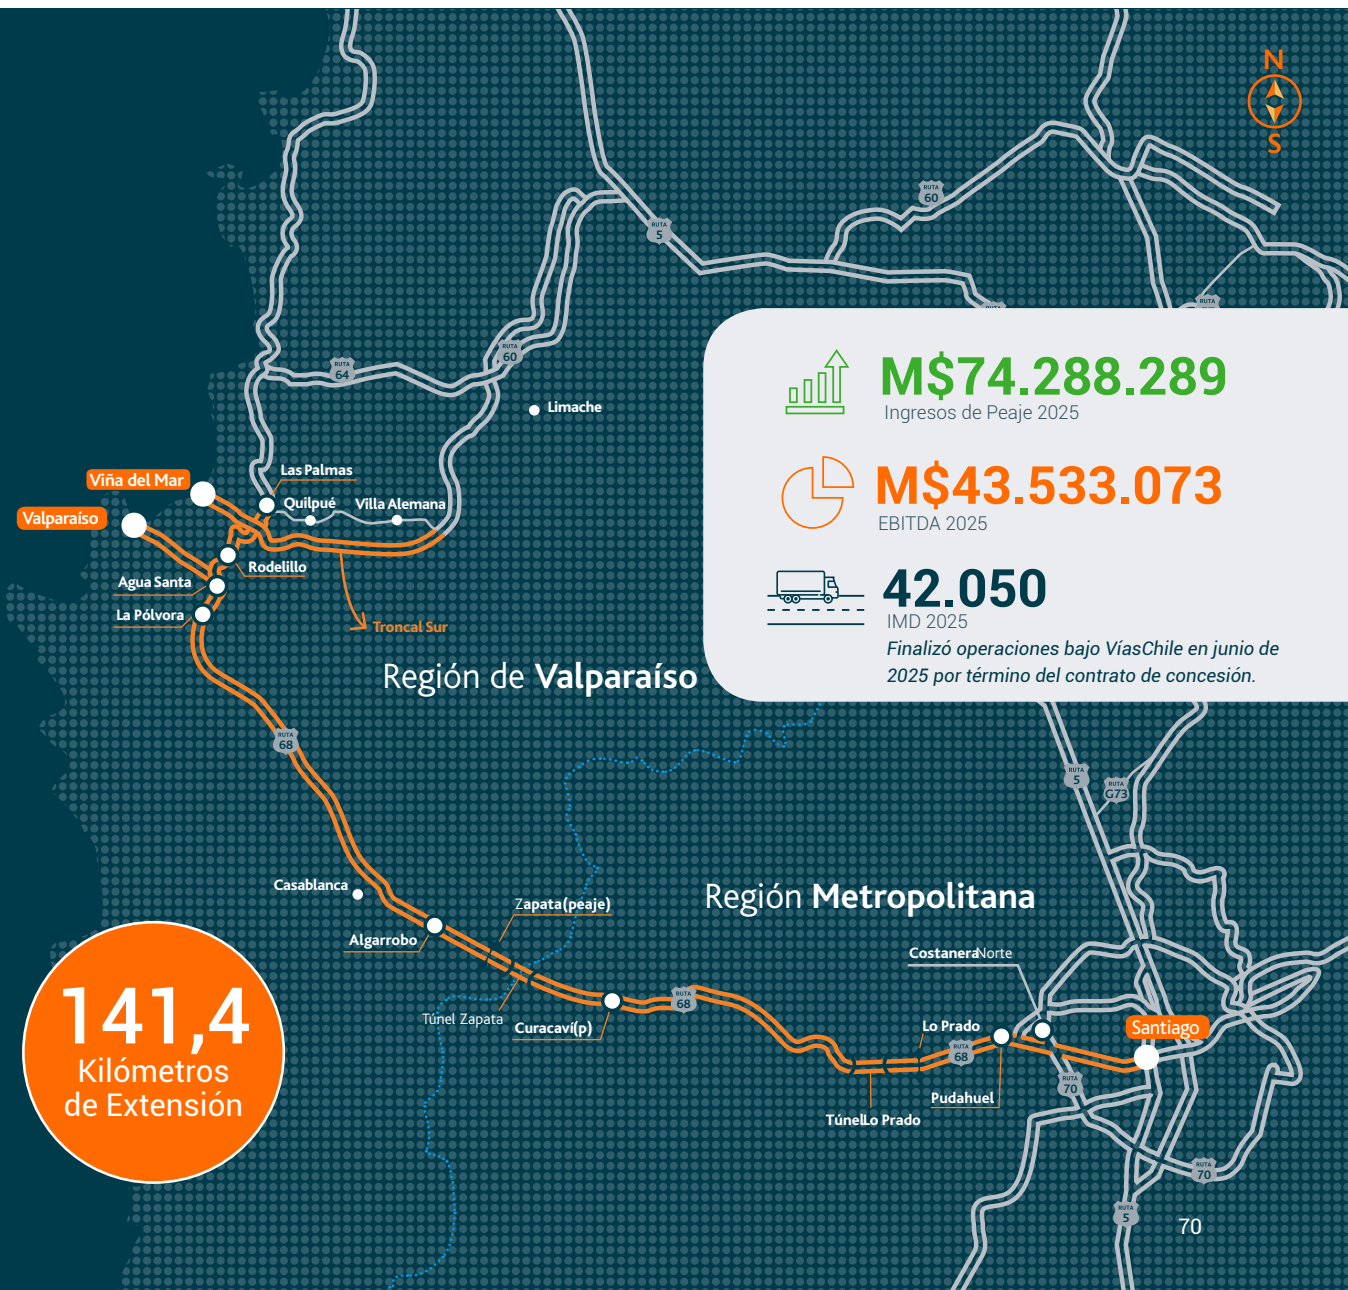 N
S
RUTA
60
RUTA
5
RUTA
RUTA
RUTA
60
RUTA
64
Limache
M$74.288.289
Ingresos de Peaje 2025
M$43.533.073
EBITDA 2025
42.050
IMD 2025
Finalizó operaciones bajo VíasChile en junio de
2025 por término del contrato de concesión.
Las Palmas
Viña del Mar
Quilpué
Villa Alemana
Valparaíso
Rodelillo
Agua Santa
La Pólvora
Troncal Sur
Región de Valparaíso
RUTA
68
RUTA
5
RUTA
G73
Casablanca
Zapata(peaje)
Región Metropolitana
Algarrobo
CostaneraNorte
141,4
Kilómetros
de Extensión
Túnel Zapata
Curacaví(p)
RUTA
68
Lo Prado
RUTA
68
Santiago
RUTA
70
Pudahuel
TúnelLo Prado
RUTA
70
RUTA
5
70